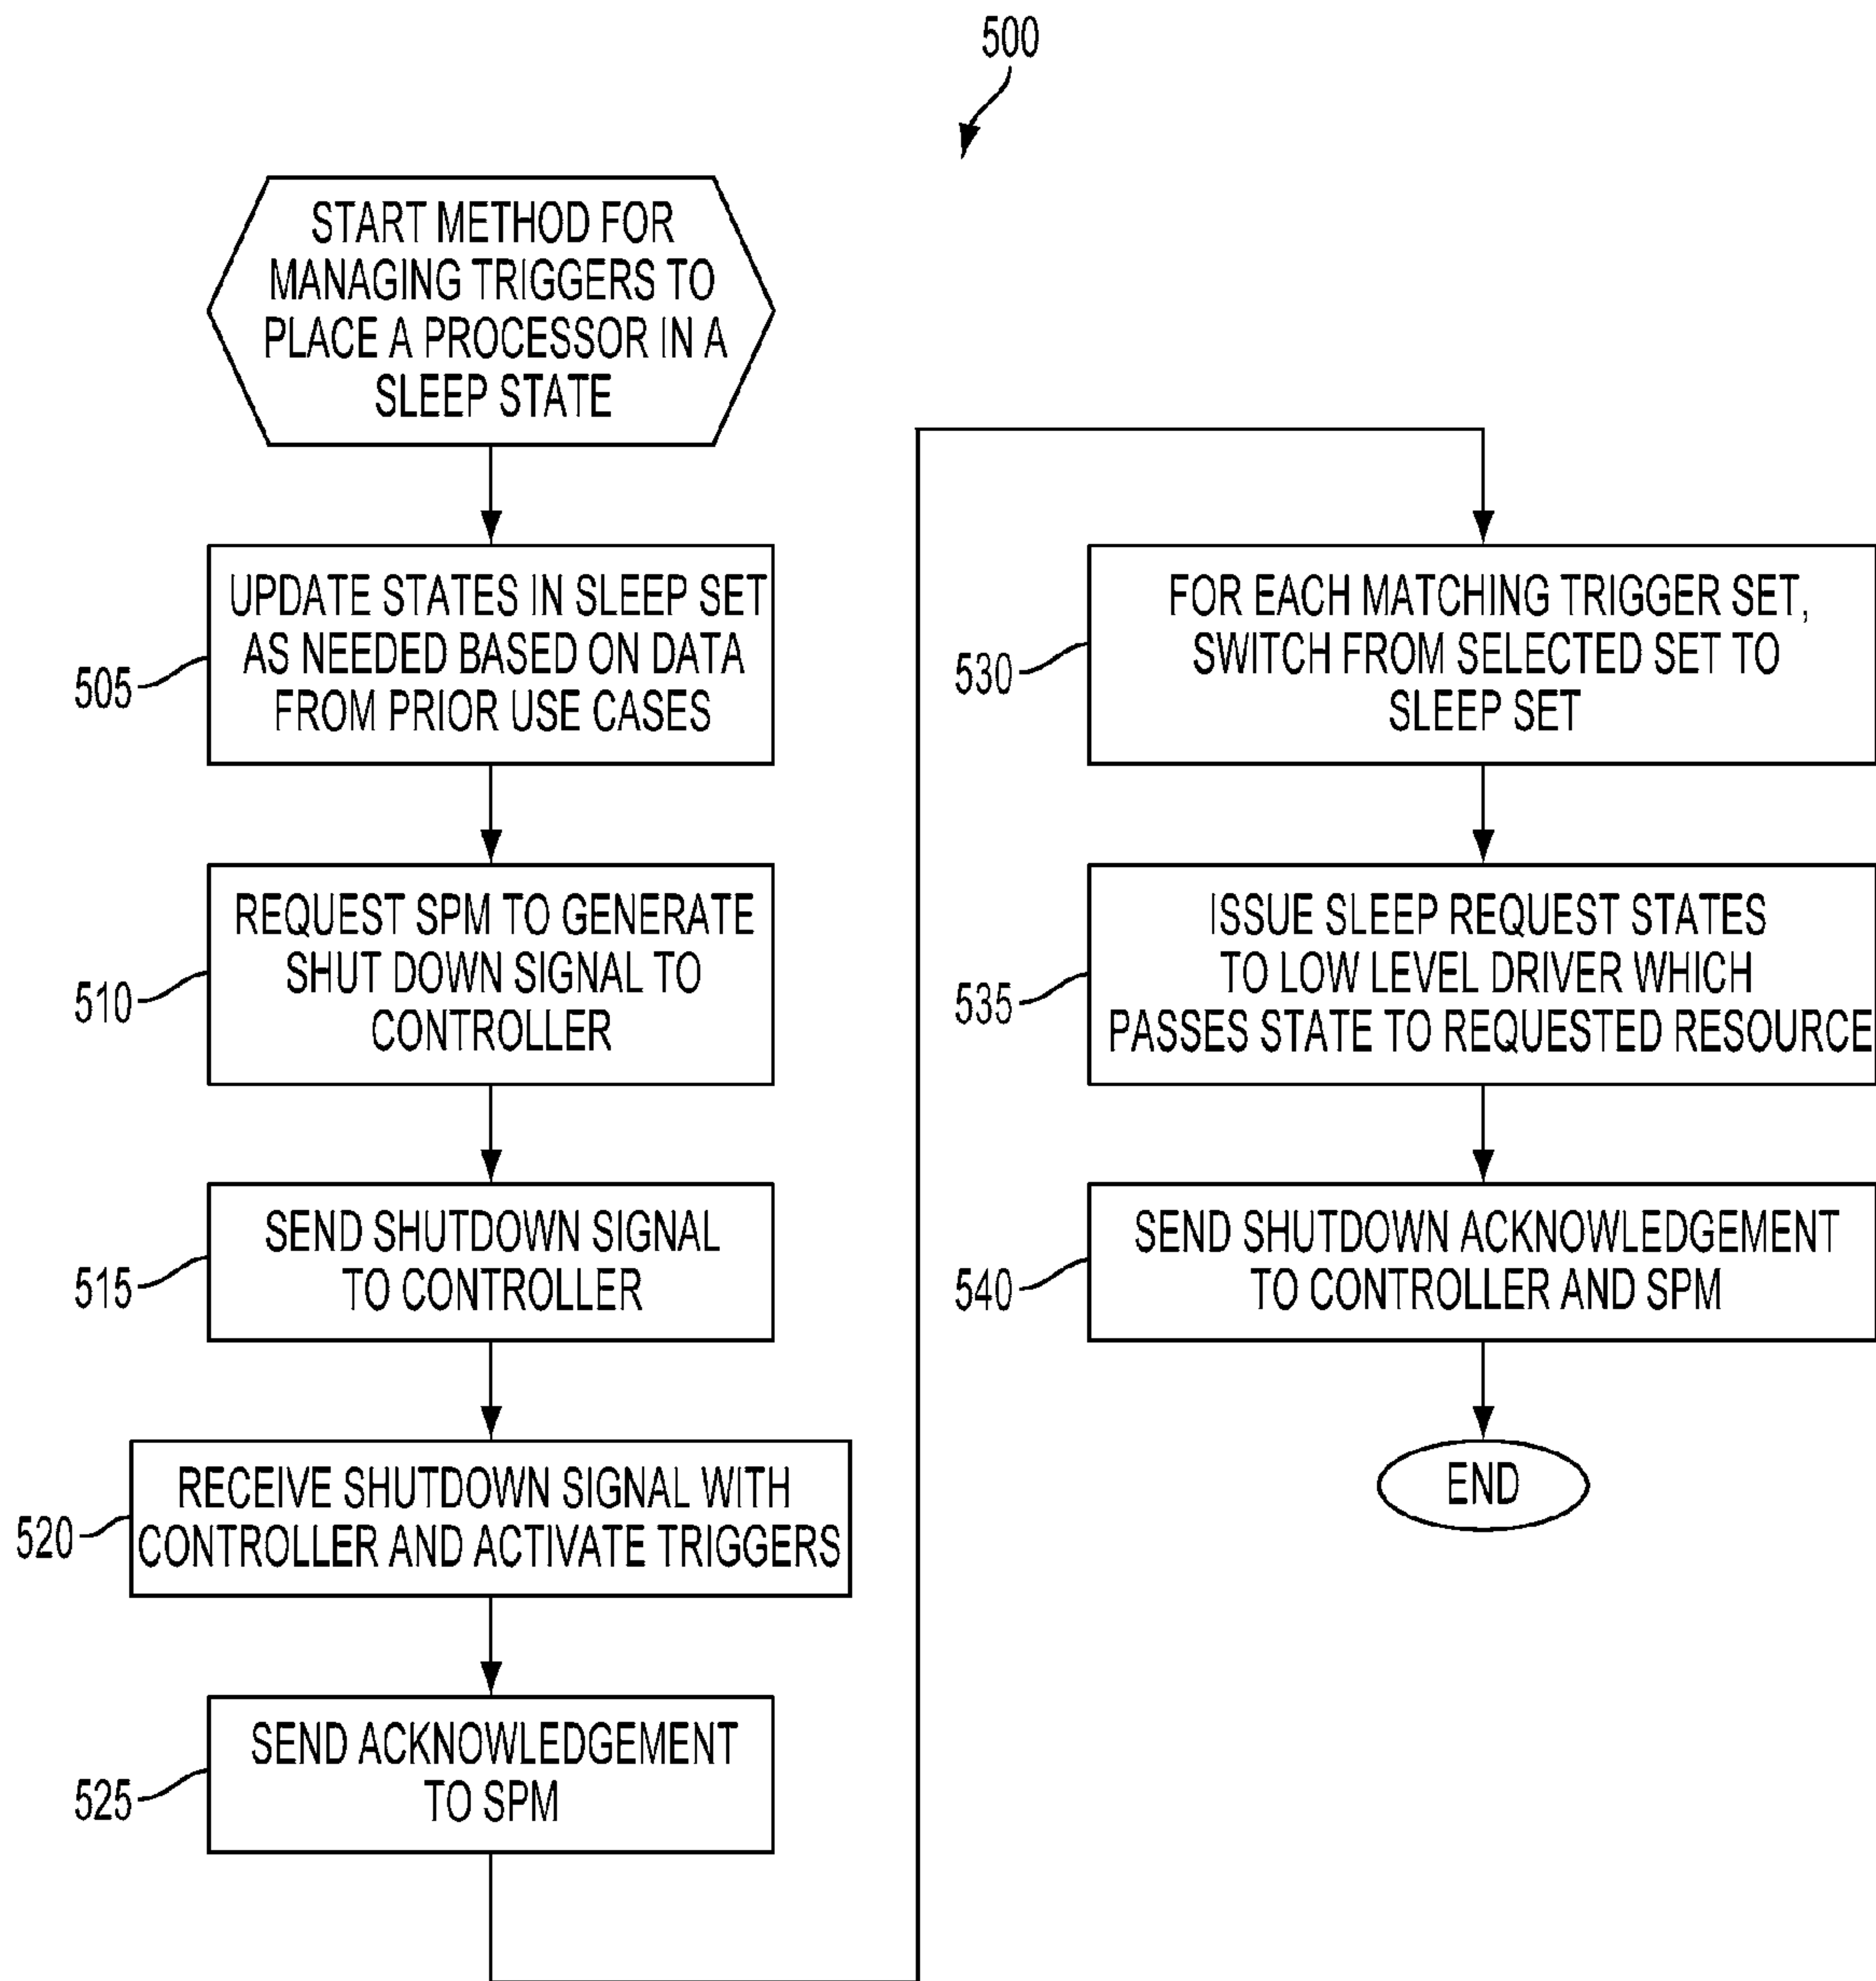 500
START METHOD FOR
MANAGING TRIGGERS TO
PLACE A PROCESSOR IN A
SLEEP STATE
505
UPDATE STATES IN SLEEP SET
AS NEEDED BASED ON DATA
FROM PRIOR USE CASES
510
REQUEST SPM TO GENERATE
SHUT DOWN SIGNAL TO
CONTROLLER
515
SEND SHUTDOWN SIGNAL
TO CONTROLLER
520
RECEIVE SHUTDOWN SIGNAL WITH
CONTROLLER AND ACTIVATE TRIGGERS
525
SEND ACKNOWLEDGEMENT
TO SPM
530
FOR EACH MATCHING TRIGGER SET,
SWITCH FROM SELECTED SET TO
SLEEP SET
535
ISSUE SLEEP REQUEST STATES
TO LOW LEVEL DRIVER WHICH
PASSES STATE TO REQUESTED RESOURCE
540
SEND SHUTDOWN ACKNOWLEDGEMENT
TO CONTROLLER AND SPM
END